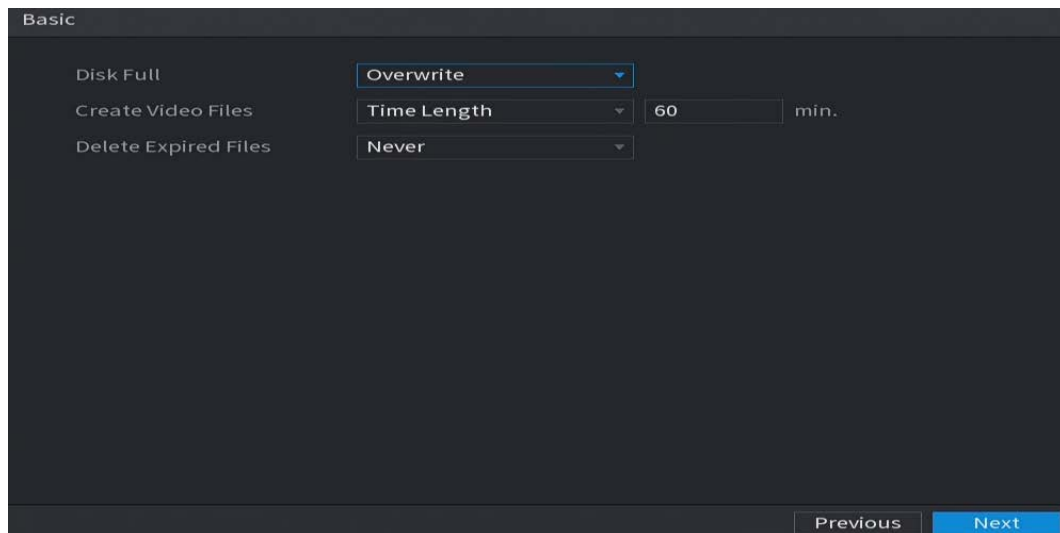 Basic
Disk Full Overwrite
Create Video Files Time Length 60 min.
Delete Expired Files Never
Previous Next